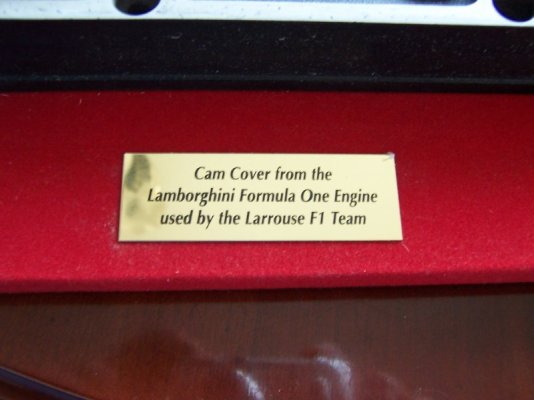 Cam Cover from the
Lamborghini Formula One Engine
used by the Larrouse F1 Team